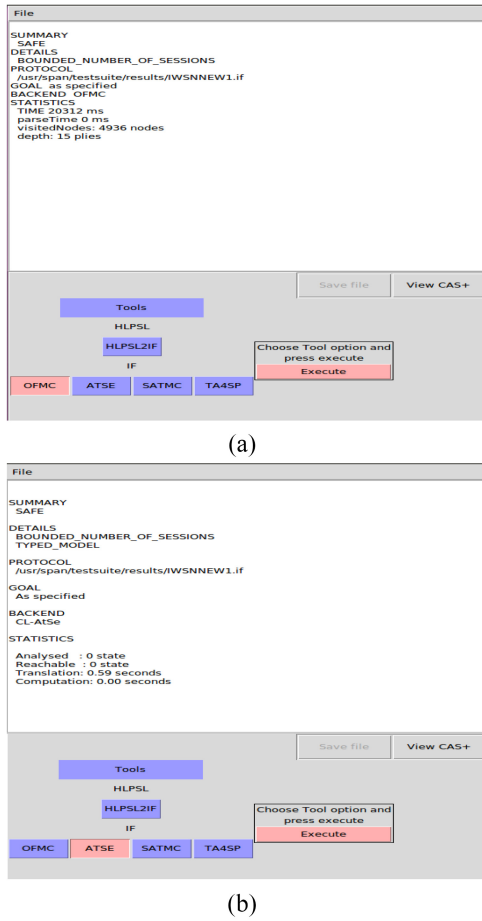 File
SUMMARY
SAFE
DETAILS
BOUNDED_NUMBER_OF_SESSIONS
PROTOCOL
/usr/span/testsuite/results/IWSNNEW1.if
GOAL as specified
BACKEND OFMC
STATISTICS
TIME 20312 ms
parseTime 0 ms
visitedNodes: 4936 nodes
depth: 15 plies
Save file View CAS+
Tools
HLPSL
HLPSL2IF
Choose Tool option and
press execute
IF
Execute
OFMC ATSE SATMC TA4SP
(a)
File
SUMMARY
SAFE
DETAILS
BOUNDED_NUMBER_OF_SESSIONS
TYPED_MODEL
PROTOCOL
/usr/span/testsuite/results/IWSNNEW1.if
GOAL
As specified
BACKEND
CL-AtSe
STATISTICS
Analysed : 0 state
Reachable : 0 state
Translation: 0.59 seconds
Computation: 0.00 seconds
Save file View CAS+
Tools
HLPSL
HLPSL2IF
Choose Tool option and
press execute
IF
Execute
OFMC ATSE SATMC TA4SP
(b)